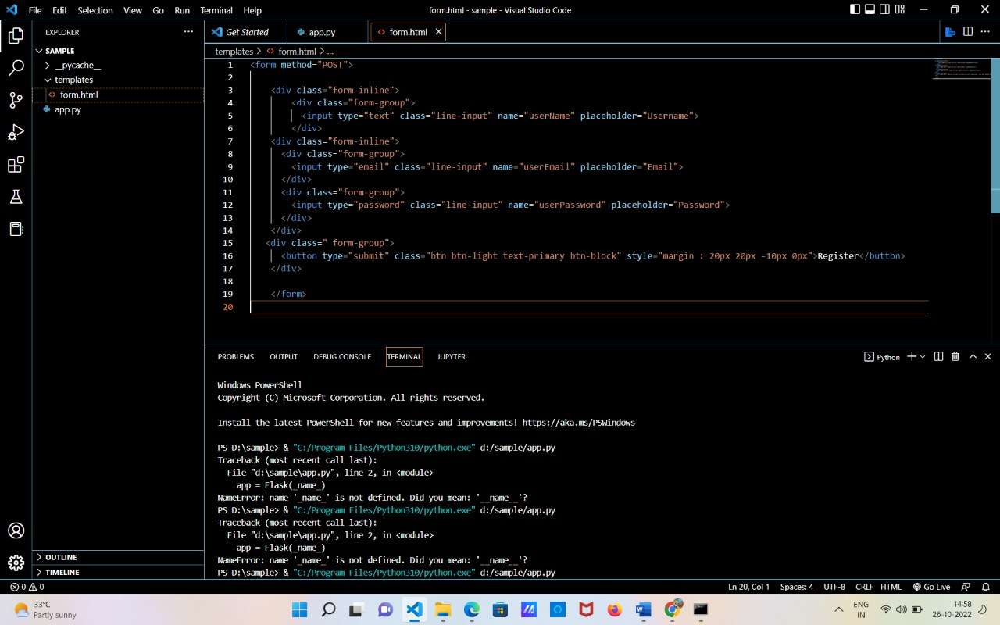 File Edit Selection View Go Run Terminal Help
form.html - sample - Visual Studio Code
EXPLORER
SAMPLE
__pycache__
templates
form.html
app.py
OUTLINE
TIMELINE
Get Started
app.py
form.html
templates > form.html > ...
1 <form method="POST">
2
3 <div class="form-inline">
4 <div class="form-group">
5 <input type="text" class="line-input" name="userName" placeholder="Username">
6 </div>
7 <div class="form-inline">
8 <div class="form-group">
9 <input type="email" class="line-input" name="userEmail" placeholder="Email">
10 </div>
11 <div class="form-group">
12 <input type="password" class="line-input" name="userPassword" placeholder="Password">
13 </div>
14 </div>
15 <div class=" form-group">
16 <button type="submit" class="btn btn-light text-primary btn-block" style="margin : 20px 20px -10px 0px">Register</button>
17 </div>
18
19 </form>
20
PROBLEMS OUTPUT DEBUG CONSOLE TERMINAL JUPYTER
Python
Windows PowerShell
Copyright (C) Microsoft Corporation. All rights reserved.
Install the latest PowerShell for new features and improvements! https://aka.ms/PSWindows
PS D:\sample> & "C:/Program Files/Python310/python.exe" d:/sample/app.py
Traceback (most recent call last):
File "d:\sample\app.py", line 2, in <module>
app = Flask(_name_)
NameError: name '_name_' is not defined. Did you mean: '__name__'?
PS D:\sample> & "C:/Program Files/Python310/python.exe" d:/sample/app.py
Traceback (most recent call last):
File "d:\sample\app.py", line 2, in <module>
app = Flask(_name_)
NameError: name '_name_' is not defined. Did you mean: '__name__'?
PS D:\sample> & "C:/Program Files/Python310/python.exe" d:/sample/app.py
0 0
Ln 20, Col 1 Spaces: 4 UTF-8 CRLF HTML Go Live
33°C
Partly sunny
ENG
IN
14:58
26-10-2022